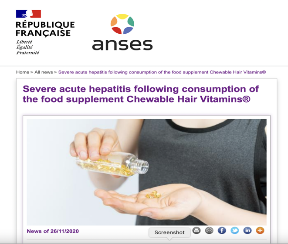 RÉPUBLIQUE
FRANÇAISE
Liberté
Égalité
Fraternité
anses
Home > All news > Severe acute hepatitis following consumption of the food supplement Chewable Hair Vitamins®
Severe acute hepatitis following consumption of
the food supplement Chewable Hair Vitamins®
News of 26/11/2020
Screenshot